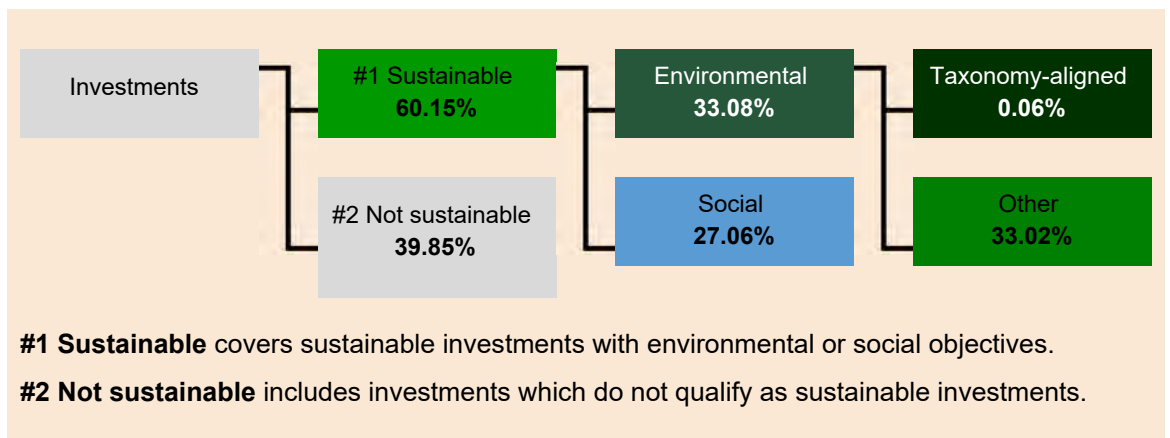 Investments
#1 Sustainable
60.15%
Environmental
33.08%
Taxonomy-aligned
0.06%
#2 Not sustainable
39.85%
Social
27.06%
Other
33.02%
#1 Sustainable covers sustainable investments with environmental or social objectives.
#2 Not sustainable includes investments which do not qualify as sustainable investments.